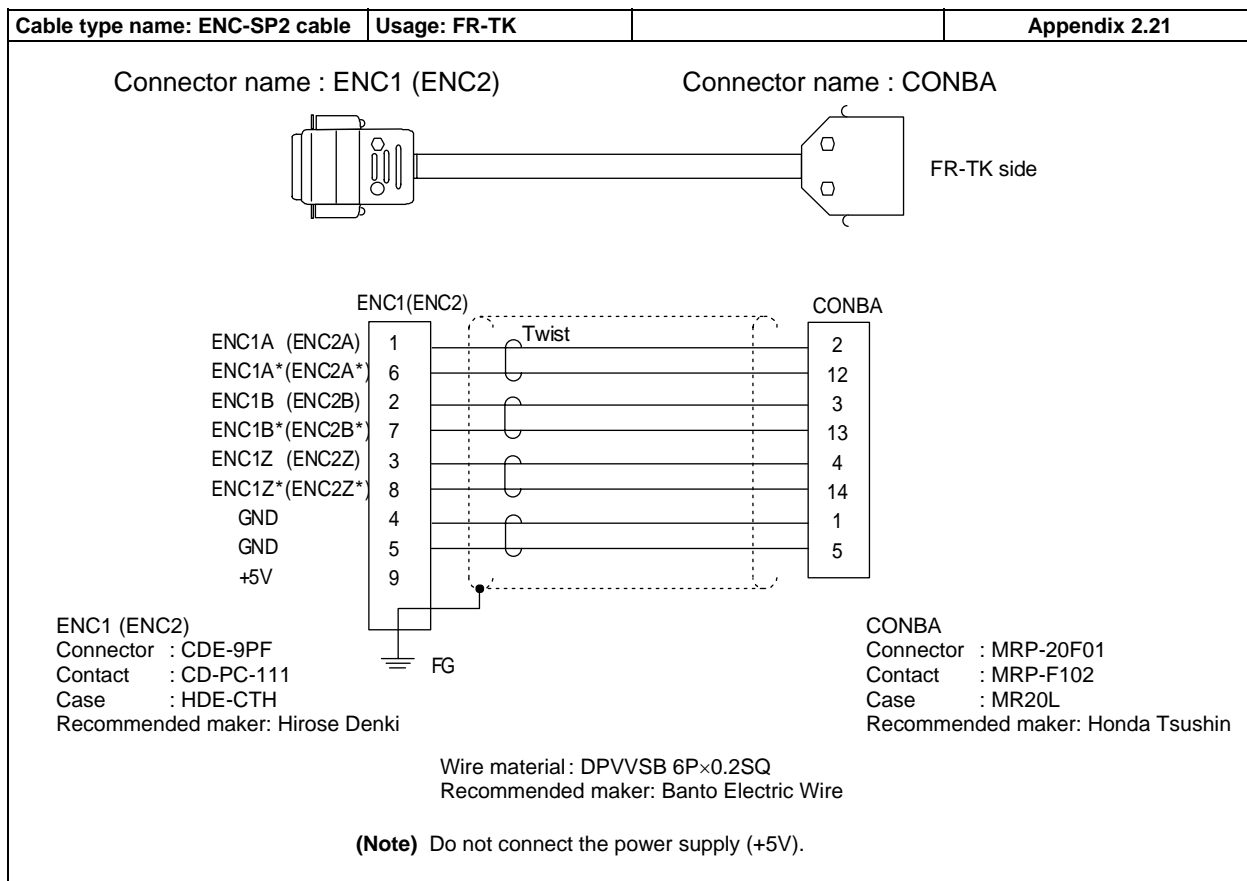 Cable type name: ENC-SP2 cable Usage: FR-TK Appendix 2.21
Connector name : ENC1 (ENC2) Connector name : CONBA
FR-TK side
ENC1(ENC2) CONBA
Twist
ENC1A (ENC2A) 1 2
ENC1A*(ENC2A*) 6 12
ENC1B (ENC2B) 2 3
ENC1B*(ENC2B*) 7 13
ENC1Z (ENC2Z) 3 4
ENC1Z*(ENC2Z*) 8 14
GND 4 1
GND 5 5
+5V 9
FG
ENC1 (ENC2)
Connector : CDE-9PF
Contact : CD-PC-111
Case : HDE-CTH
Recommended maker: Hirose Denki
CONBA
Connector : MRP-20F01
Contact : MRP-F102
Case : MR20L
Recommended maker: Honda Tsushin
Wire material : DPVVSB 6P×0.2SQ
Recommended maker: Banto Electric Wire
(Note) Do not connect the power supply (+5V).